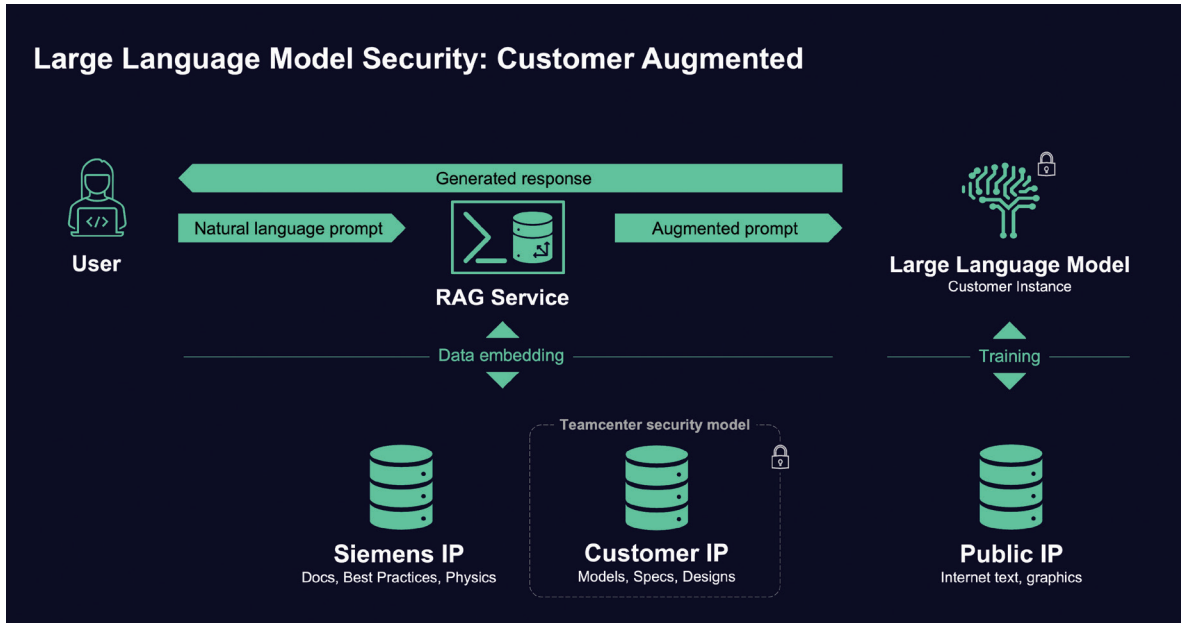 Large Language Model Security: Customer Augmented
Generated response
Natural language prompt
Augmented prompt
</>
User
RAG Service
Large Language Model
Customer Instance
Data embedding
Training
Teamcenter security model
Siemens IP
Docs, Best Practices, Physics
Customer IP
Models, Specs, Designs
Public IP
Internet text, graphics